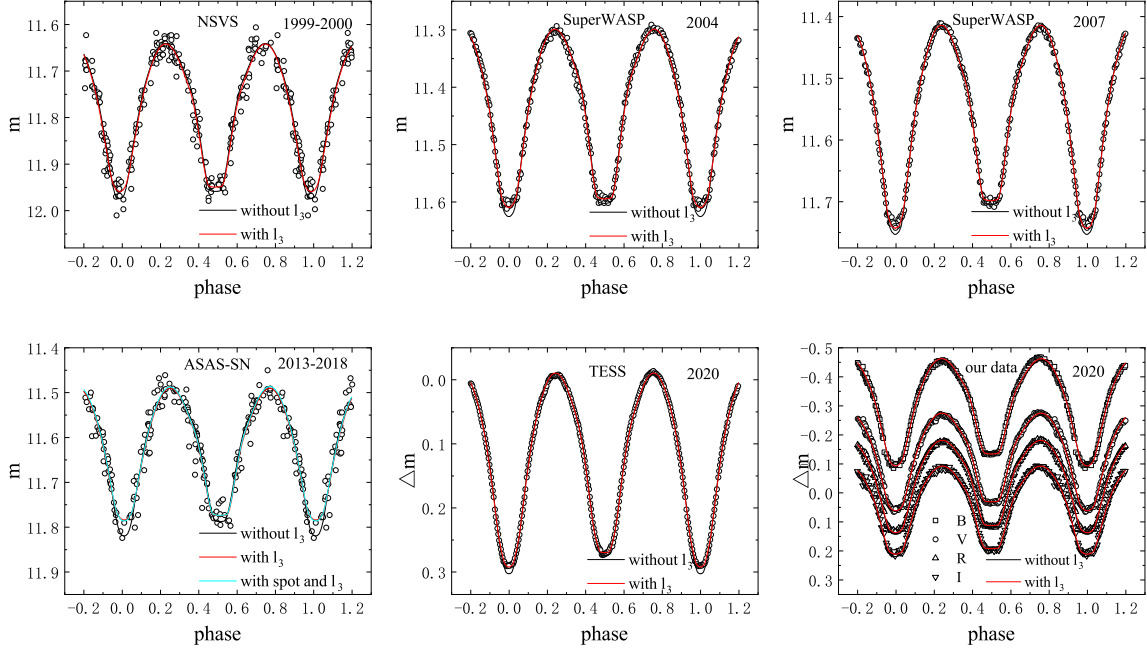 NSVS 1999-2000
11.6
11.7
11.8
11.9
12.0
m
without l3
with l3
-0.2 0.0 0.2 0.4 0.6 0.8 1.0 1.2
phase
SuperWASP 2004
11.3
11.4
11.5
11.6
m
without l3
with l3
-0.2 0.0 0.2 0.4 0.6 0.8 1.0 1.2
phase
SuperWASP 2007
11.4
11.5
11.6
11.7
m
without l3
with l3
-0.2 0.0 0.2 0.4 0.6 0.8 1.0 1.2
phase
ASAS-SN 2013-2018
11.4
11.5
11.6
11.7
11.8
11.9
m
without l3
with l3
with spot and l3
-0.2 0.0 0.2 0.4 0.6 0.8 1.0 1.2
phase
TESS 2020
0.0
0.1
0.2
0.3
△m
without l3
with l3
-0.2 0.0 0.2 0.4 0.6 0.8 1.0 1.2
phase
our data 2020
-0.5
-0.4
-0.3
-0.2
-0.1
0.0
0.1
0.2
0.3
△m
B
V
R
I
without l3
with l3
-0.2 0.0 0.2 0.4 0.6 0.8 1.0 1.2
phase